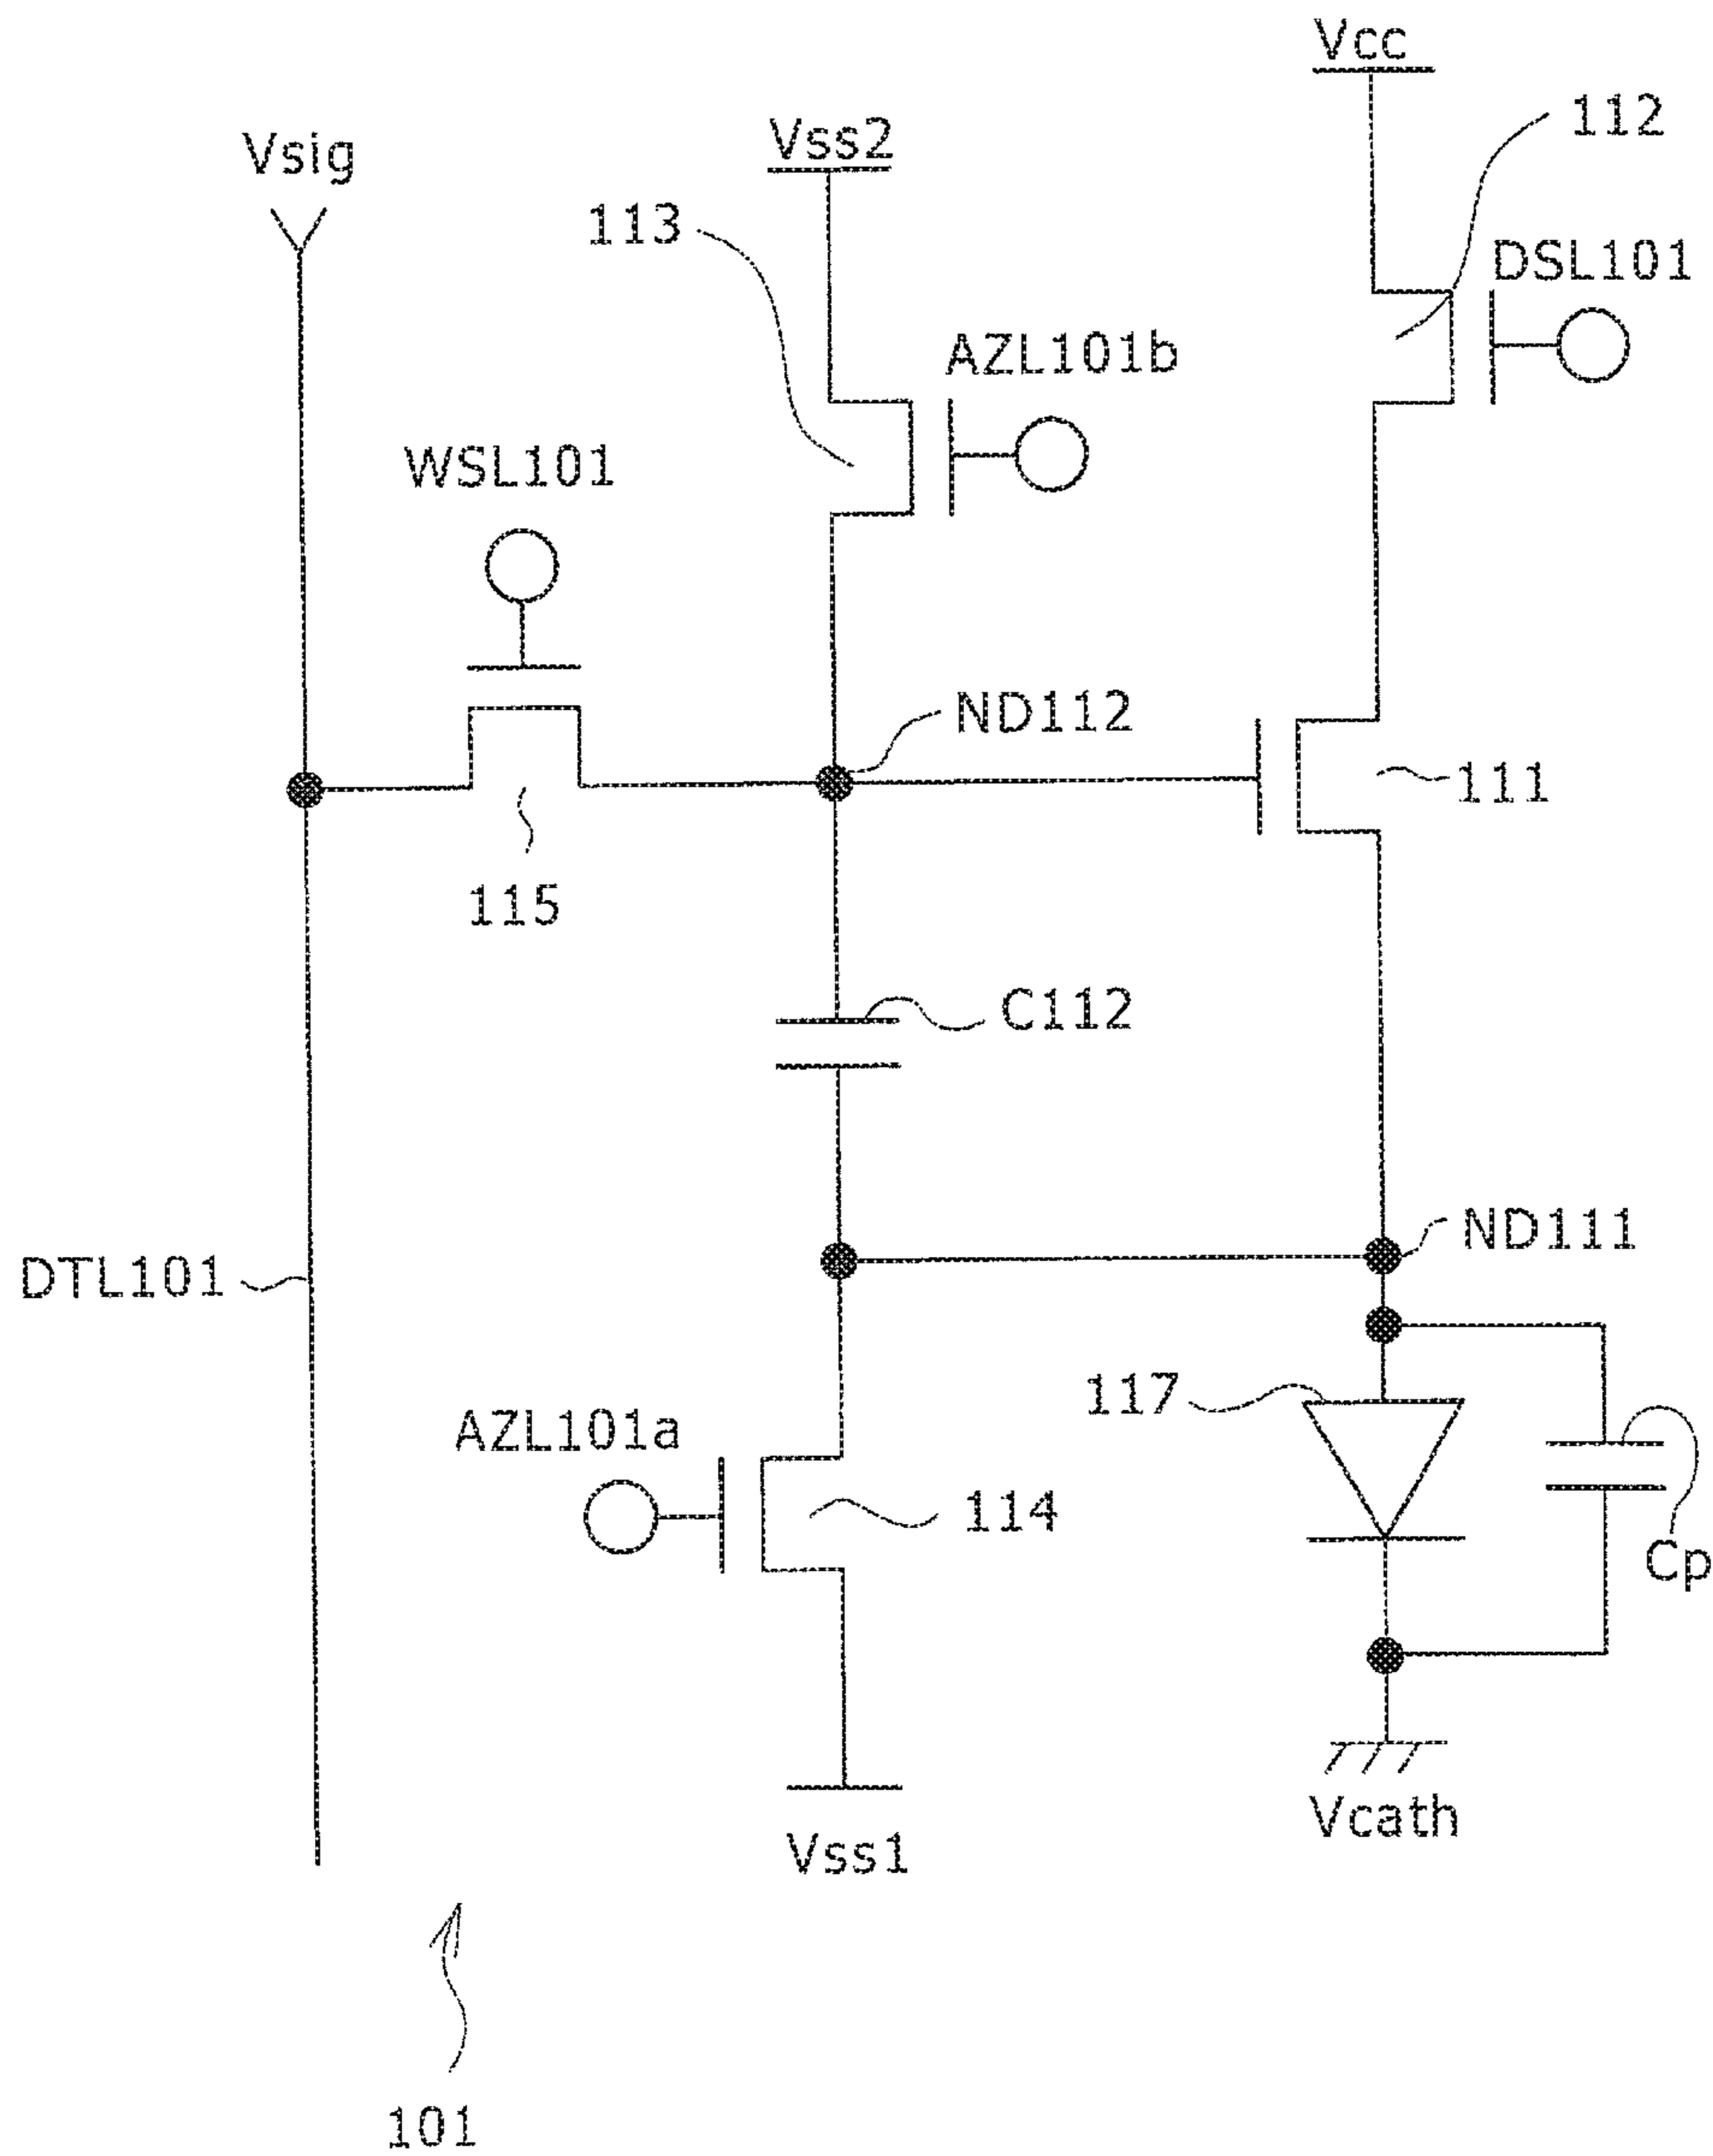 Vcc
112
Vss2
Vsig
113
DSL101
AZL101b
WSL101
ND112
111
115
C112
ND111
DTL101
117
AZL101a
114
Cp
Vcath
Vss1
101